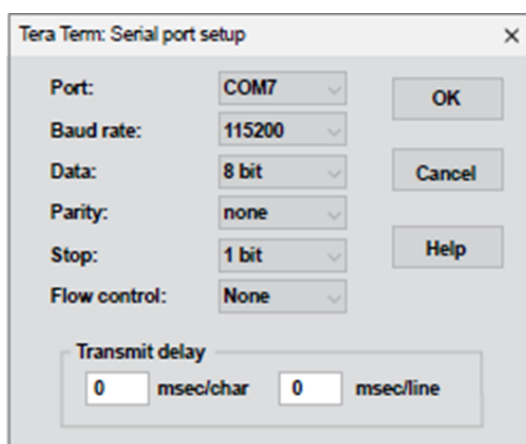 Tera Term: Serial port setup
Port: COM7 OK
Baud rate: 115200
Data: 8 bit Cancel
Parity: none
Stop: 1 bit Help
Flow control: None
Transmit delay
0 msec/char 0 msec/line